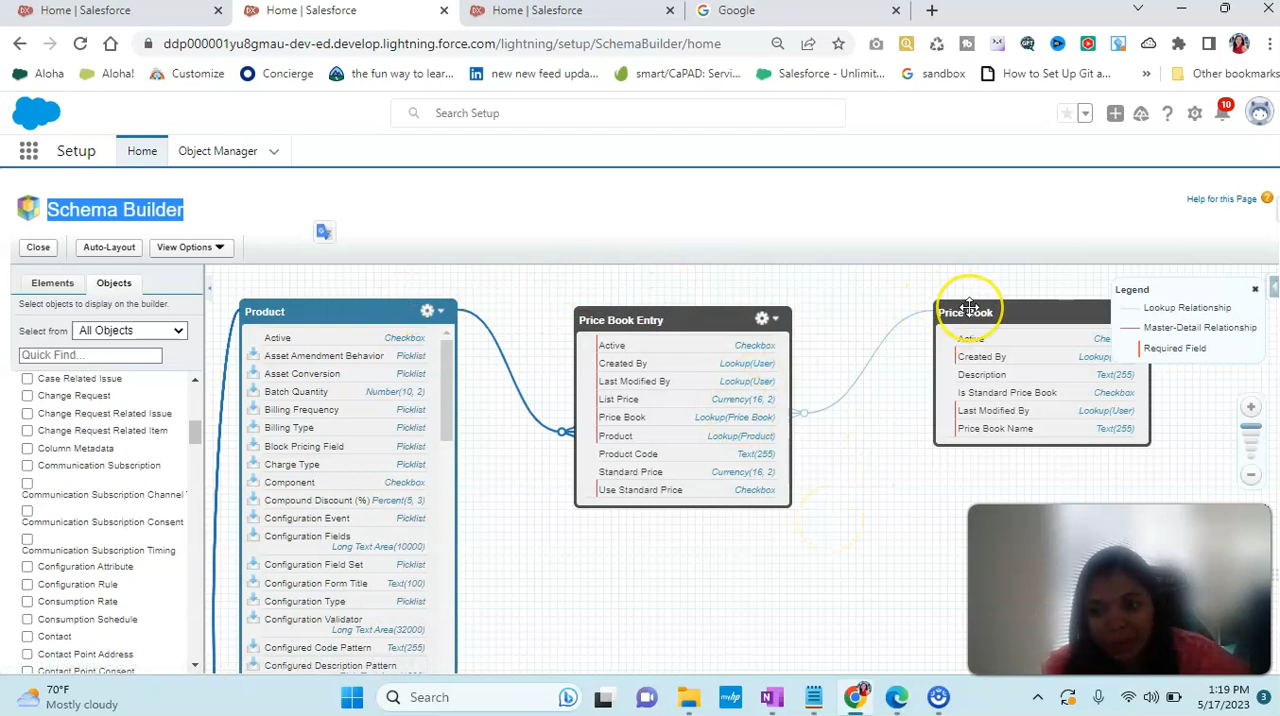 Home | Salesforce
Home | Salesforce
Home | Salesforce
Google
ddp000001yu8gmau-dev-ed.develop.lightning.force.com/lightning/setup/SchemaBuilder/home
Aloha
Aloha!
Customize
Concierge
the fun way to lear...
new new feed upda...
smart/CaPAD: Servi...
Salesforce - Unlimit...
sandbox
How to Set Up Git a...
»
Other bookmarks
Search Setup
10
Setup
Home
Object Manager
Schema Builder
Help for this Page
Close
Auto-Layout
View Options
Elements
Objects
Select objects to display on the builder.
Select from
All Objects
Quick Find...
Case Related Issue
Change Request
Change Request Related Issue
Change Request Related Item
Column Metadata
Communication Subscription
Communication Subscription Channel
Communication Subscription Consent
Communication Subscription Timing
Configuration Attribute
Configuration Rule
Consumption Rate
Consumption Schedule
Contact
Contact Point Address
Contact Point Consent
Product
Active Checkbox
Asset Amendment Behavior Picklist
Asset Conversion Picklist
Batch Quantity Number(10, 2)
Billing Frequency Picklist
Billing Type Picklist
Block Pricing Field Picklist
Charge Type Picklist
Component Checkbox
Compound Discount (%) Percent(5, 3)
Configuration Event Picklist
Configuration Fields
Long Text Area(10000)
Configuration Field Set Picklist
Configuration Form Title Text(100)
Configuration Type Picklist
Configuration Validator
Long Text Area(32000)
Configured Code Pattern Text(255)
Configured Description Pattern
Price Book Entry
Active Checkbox
Created By Lookup(User)
Last Modified By Lookup(User)
List Price Currency(16, 2)
Price Book Lookup(Price Book)
Product Lookup(Product)
Product Code Text(255)
Standard Price Currency(16, 2)
Use Standard Price Checkbox
Price Book
Active
Created By
Description Text(255)
Is Standard Price Book Checkbox
Last Modified By Lookup(User)
Price Book Name Text(255)
Legend
Lookup Relationship
Master-Detail Relationship
Required Field
70°F
Mostly cloudy
Search
1:19 PM
5/17/2023
3